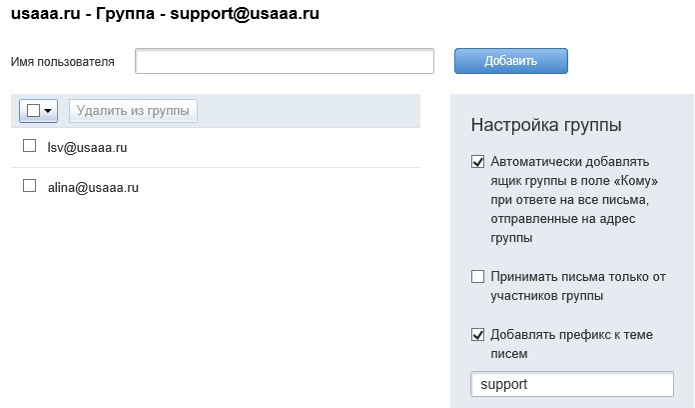 usaaa.ru - Группа - support@usaaa.ru
Имя пользователя
Добавить
Удалить из группы
lsv@usaaa.ru
alina@usaaa.ru
Настройка группы
Автоматически добавлять
ящик группы в поле «Кому»
при ответе на все письма,
отправленные на адрес
группы
Принимать письма только от
участников группы
Добавлять префикс к теме
писем
support